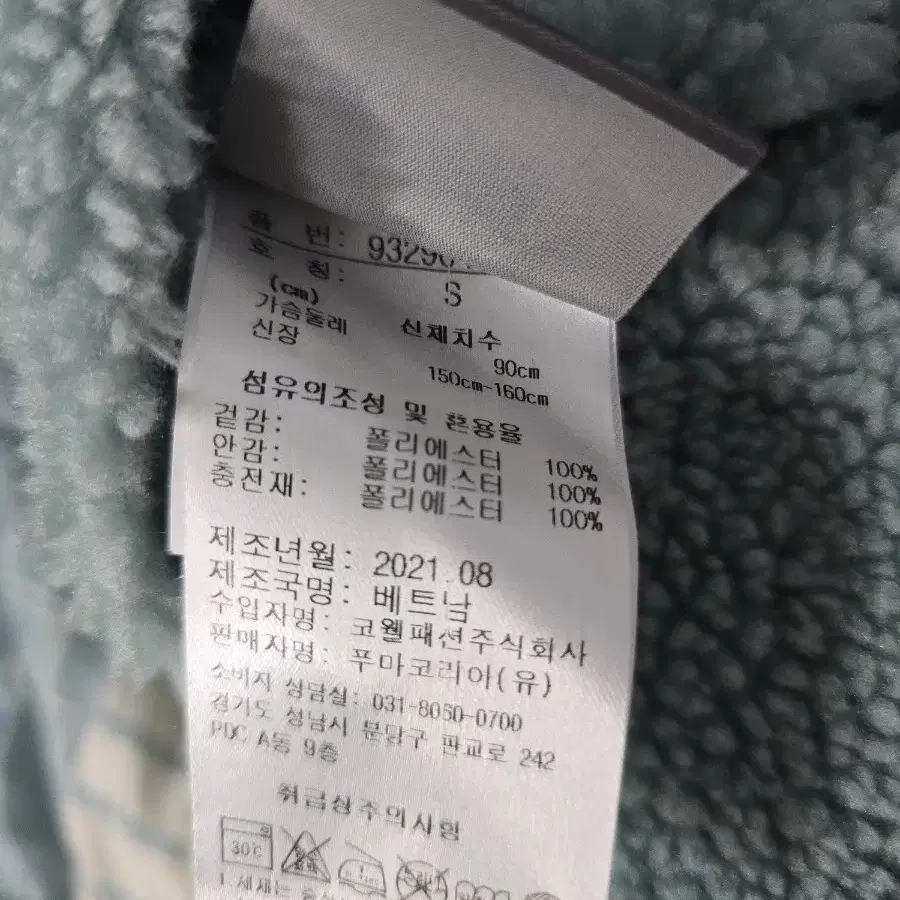 품 번: 93290
호 칭: S
(cm) 신체치수
가슴둘레 90cm
신장 150cm~160cm
섬유의조성 및 혼용율
겉감: 폴리에스터 100%
안감: 폴리에스터 100%
충전재: 폴리에스터 100%
제조년월: 2021.08
제조국명: 베트남
수입자명: 코웰패션주식회사
판매자명: 푸마코리아(유)
소비자 상담실: 031-8060-0700
경기도 성남시 분당구 판교로 242
PDC A동 9층
취급상주의사항
30℃
1.세제는